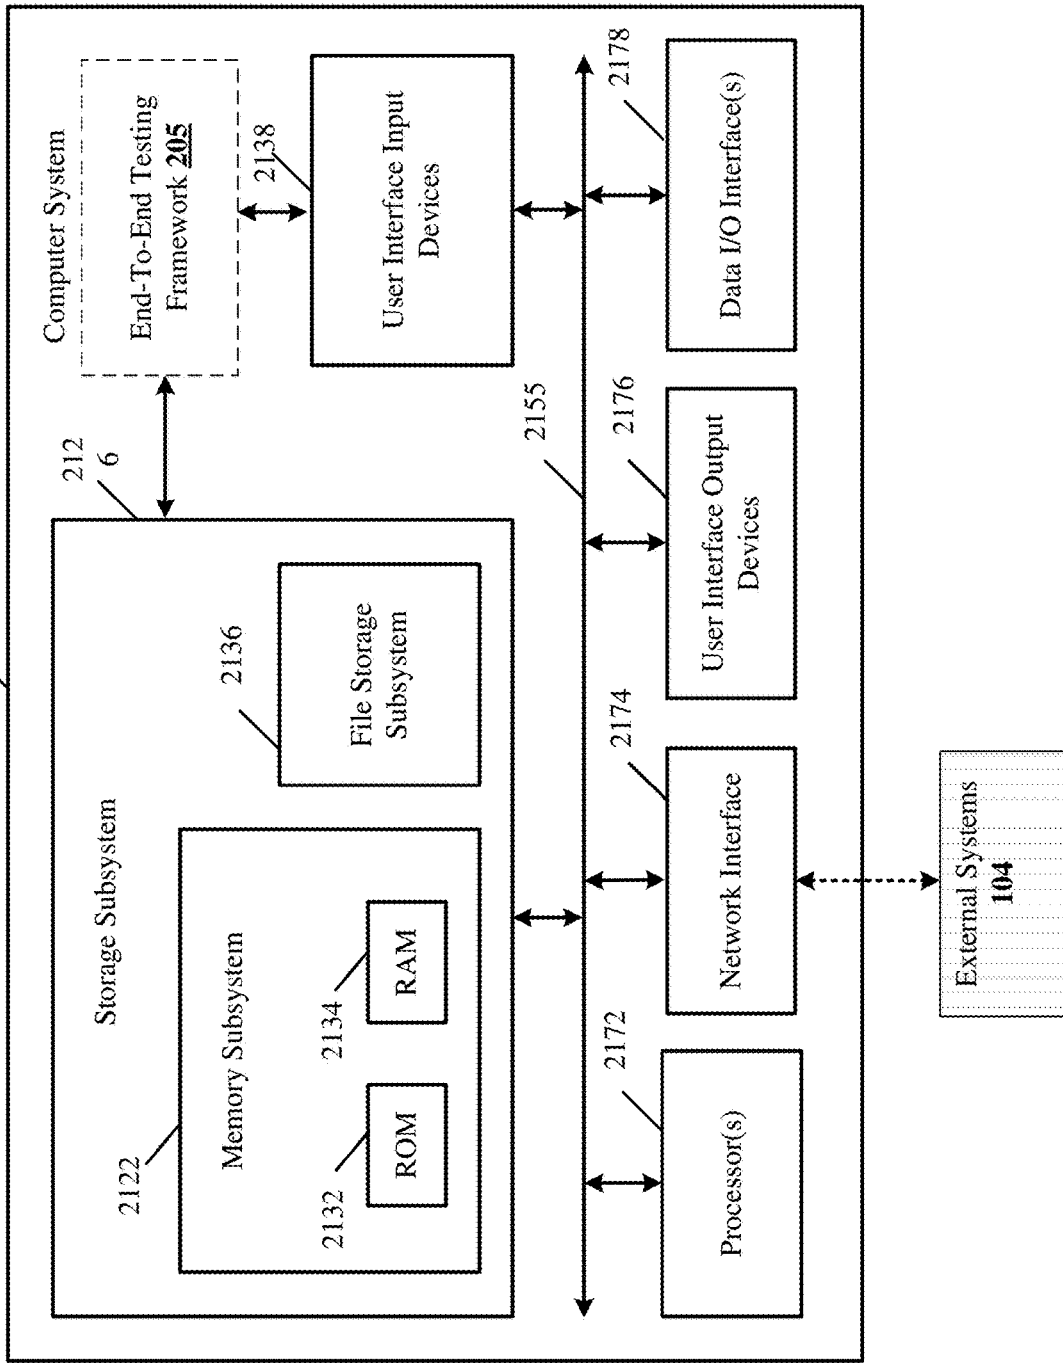 Computer System
Storage Subsystem
212
6
End-To-End Testing
Framework 205
2122
Memory Subsystem
2136
2138
2132
2134
ROM
RAM
File Storage
Subsystem
User Interface Input
Devices
2155
2172
2174
2176
2178
Processor(s)
Network Interface
User Interface Output
Devices
Data I/O Interface(s)
External Systems
104